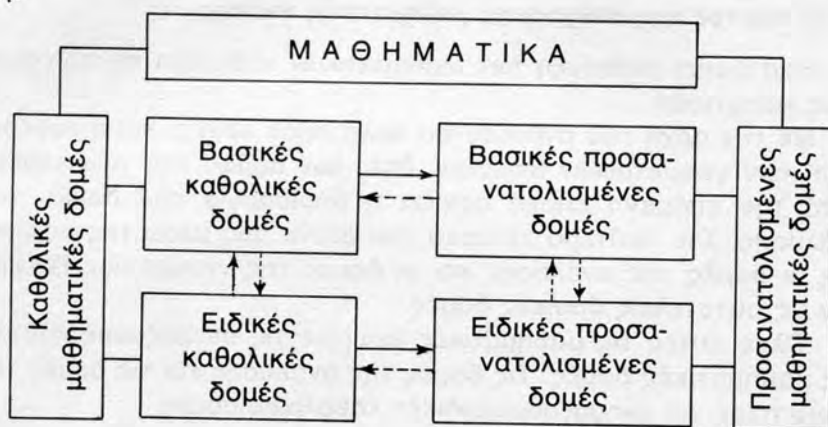 ΜΑΘΗΜΑΤΙΚΑ
Καθολικές
μαθηματικές δομές
Βασικές
καθολικές
δομές
Βασικές προσα-
νατολισμένες
δομές
Ειδικές
καθολικές
δομές
Ειδικές προσα-
νατολισμένες
δομές
Προσανατολισμένες
μαθηματικές δομές